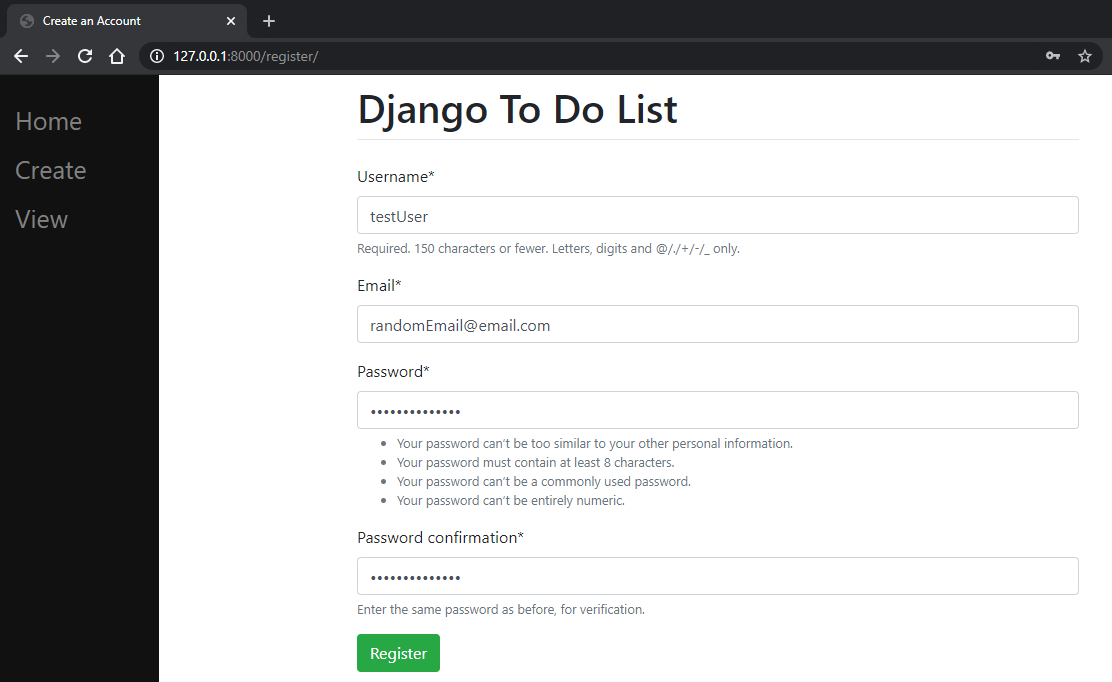 Create an Account
127.0.0.1:8000/register/
Home
Create
View
Django To Do List
Username*
testUser
Required. 150 characters or fewer. Letters, digits and @/./+/-/_ only.
Email*
randomEmail@email.com
Password*
••••••••••••••
• Your password can’t be too similar to your other personal information.
• Your password must contain at least 8 characters.
• Your password can’t be a commonly used password.
• Your password can’t be entirely numeric.
Password confirmation*
••••••••••••••
Enter the same password as before, for verification.
Register